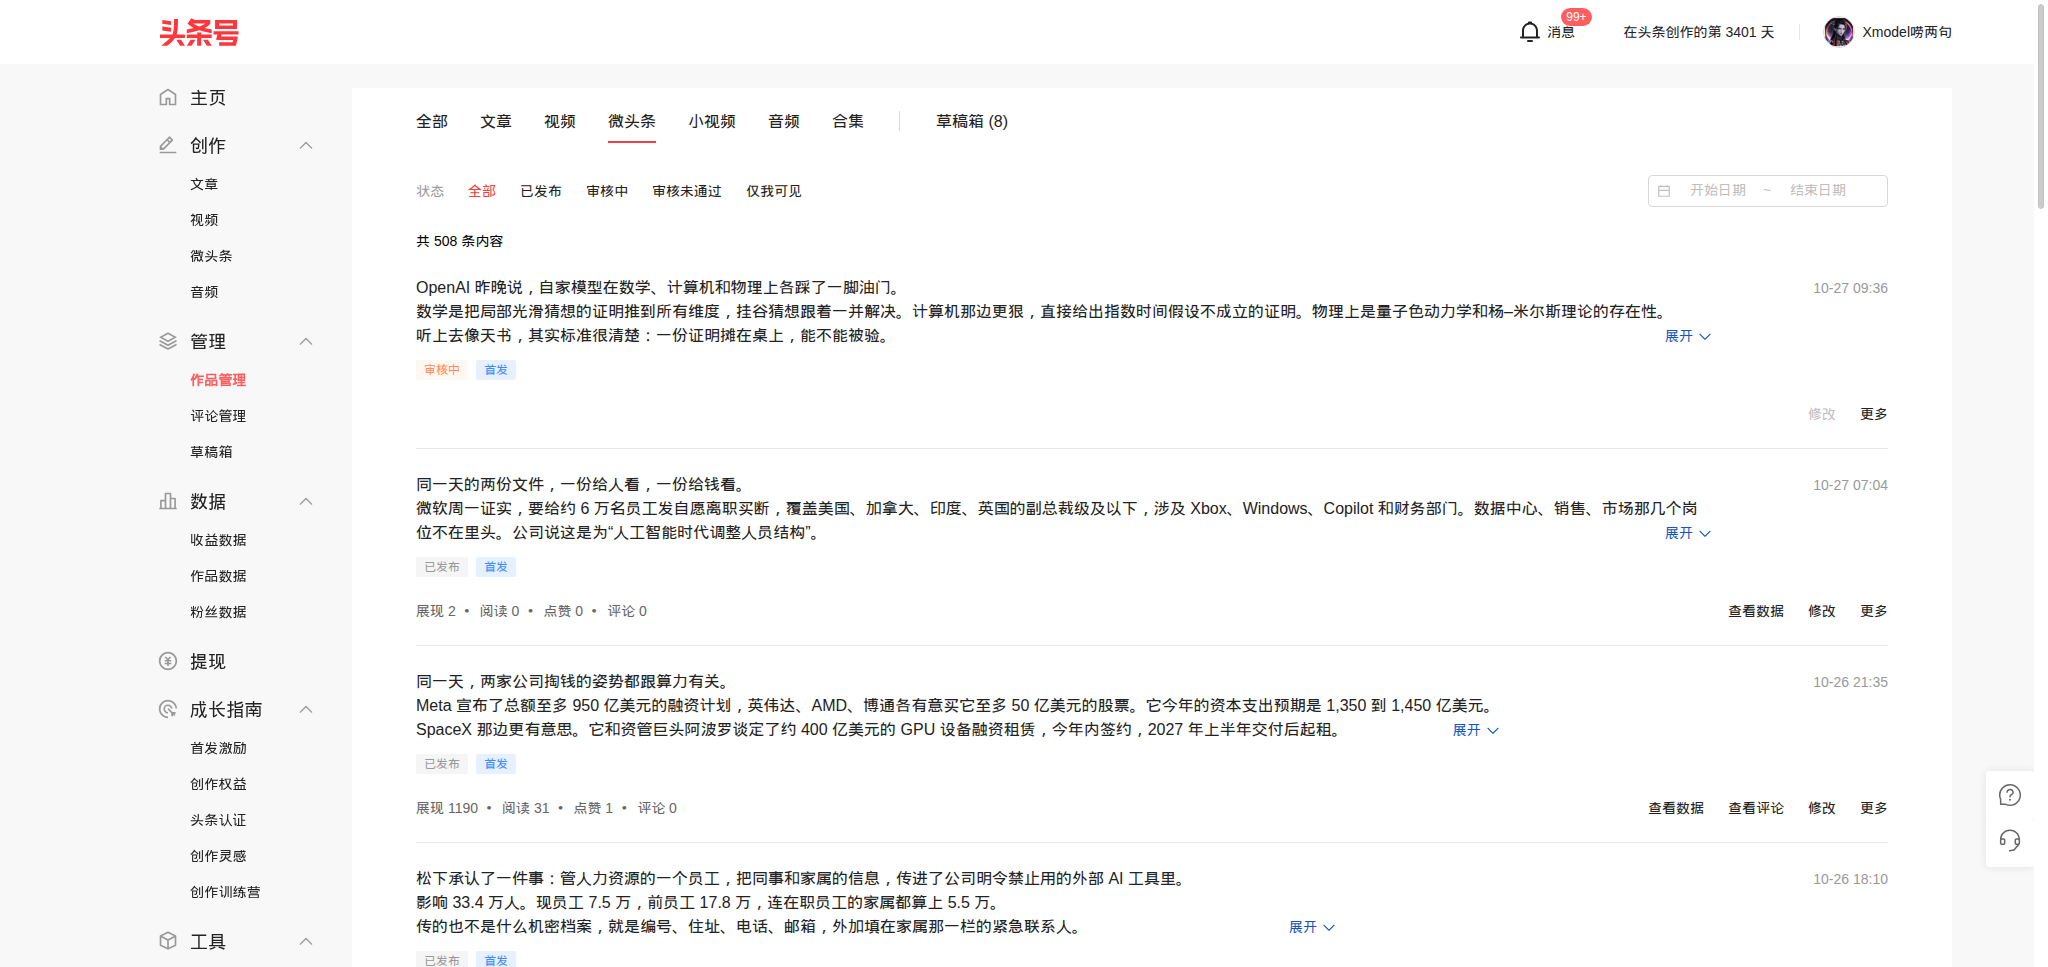 头条号
99+
消息
在头条创作的第 3401 天
Xmodel唠两句
主页
创作
文章
视频
微头条
音频
管理
作品管理
评论管理
草稿箱
数据
收益数据
作品数据
粉丝数据
提现
成长指南
首发激励
创作权益
头条认证
创作灵感
创作训练营
工具
全部 文章 视频 微头条 小视频 音频 合集 草稿箱 (8)
状态 全部 已发布 审核中 审核未通过 仅我可见
开始日期 ~ 结束日期
共 508 条内容
OpenAI 昨晚说，自家模型在数学、计算机和物理上各踩了一脚油门。
10-27 09:36
数学是把局部光滑猜想的证明推到所有维度，挂谷猜想跟着一并解决。计算机那边更狠，直接给出指数时间假设不成立的证明。物理上是量子色动力学和杨–米尔斯理论的存在性。
听上去像天书，其实标准很清楚：一份证明摊在桌上，能不能被验。
展开
审核中 首发
修改 更多
同一天的两份文件，一份给人看，一份给钱看。
10-27 07:04
微软周一证实，要给约 6 万名员工发自愿离职买断，覆盖美国、加拿大、印度、英国的副总裁级及以下，涉及 Xbox、Windows、Copilot 和财务部门。数据中心、销售、市场那几个岗
位不在里头。公司说这是为“人工智能时代调整人员结构”。
展开
已发布 首发
展现 2 • 阅读 0 • 点赞 0 • 评论 0
查看数据 修改 更多
同一天，两家公司掏钱的姿势都跟算力有关。
10-26 21:35
Meta 宣布了总额至多 950 亿美元的融资计划，英伟达、AMD、博通各有意买它至多 50 亿美元的股票。它今年的资本支出预期是 1,350 到 1,450 亿美元。
SpaceX 那边更有意思。它和资管巨头阿波罗谈定了约 400 亿美元的 GPU 设备融资租赁，今年内签约，2027 年上半年交付后起租。
展开
已发布 首发
展现 1190 • 阅读 31 • 点赞 1 • 评论 0
查看数据 查看评论 修改 更多
松下承认了一件事：管人力资源的一个员工，把同事和家属的信息，传进了公司明令禁止用的外部 AI 工具里。
10-26 18:10
影响 33.4 万人。现员工 7.5 万，前员工 17.8 万，连在职员工的家属都算上 5.5 万。
传的也不是什么机密档案，就是编号、住址、电话、邮箱，外加填在家属那一栏的紧急联系人。
展开
已发布 首发